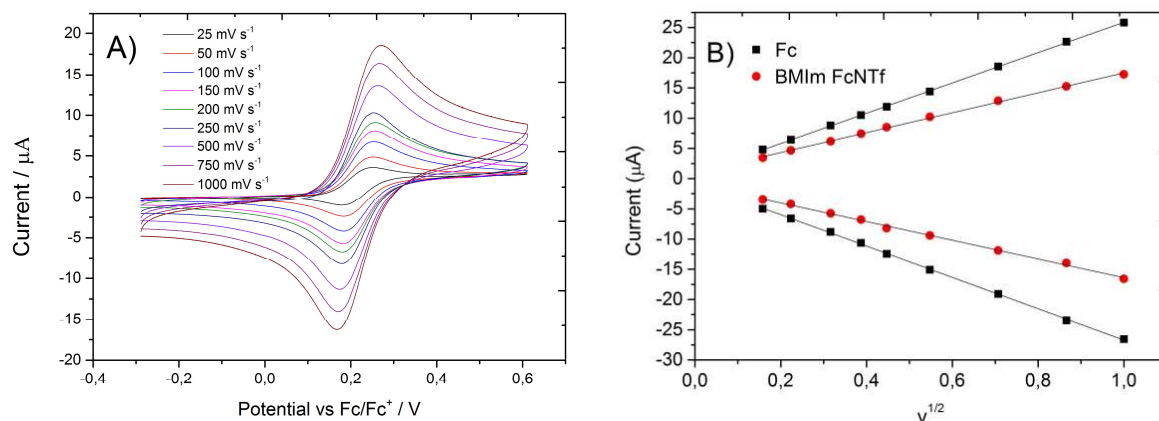 A)
25 mV s⁻¹
50 mV s⁻¹
100 mV s⁻¹
150 mV s⁻¹
200 mV s⁻¹
250 mV s⁻¹
500 mV s⁻¹
750 mV s⁻¹
1000 mV s⁻¹
20
15
10
5
0
-5
-10
-15
-20
Current / μA
-0,4 -0,2 0,0 0,2 0,4 0,6
Potential vs Fc/Fc⁺ / V
B)
Fc
BMIm FcNTf
25
20
15
10
5
0
-5
-10
-15
-20
-25
-30
Current (μA)
0,0 0,2 0,4 0,6 0,8 1,0